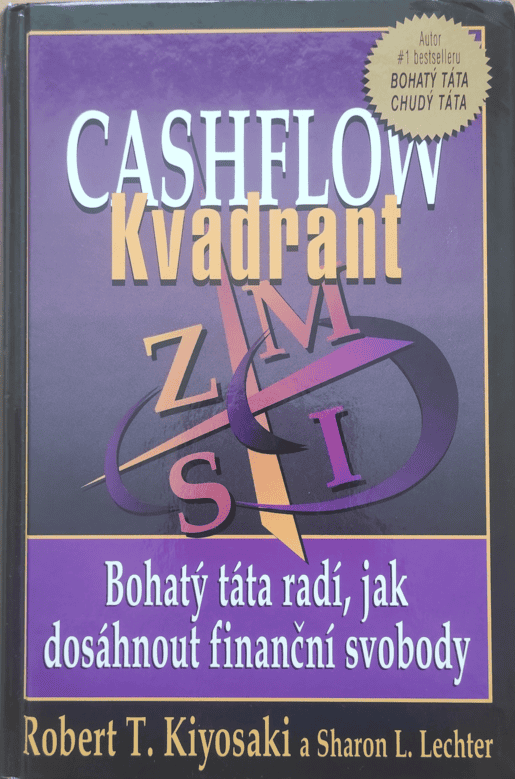 Autor
#1 bestselleru
BOHATÝ TÁTA
CHUDÝ TÁTA
CASHFLOW
Kvadrant
Z M
S I
Bohatý táta radí, jak
dosáhnout finanční svobody
Robert T. Kiyosaki a Sharon L. Lechter